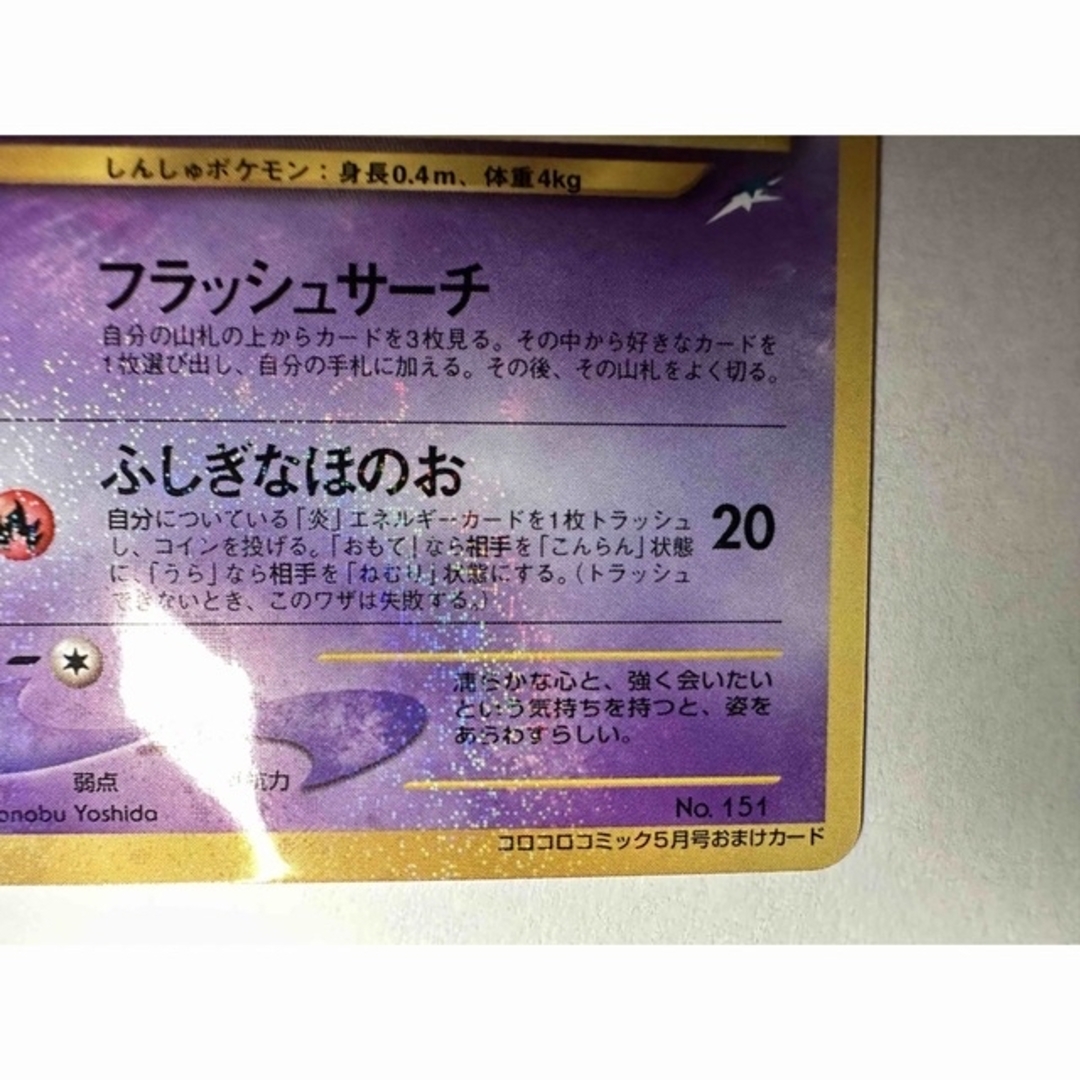 しんしゅポケモン：身長0.4m、体重4kg
フラッシュサーチ
自分の山札の上からカードを3枚見る。その中から好きなカードを
1枚選び出し、自分の手札に加える。その後、その山札をよく切る。
ふしぎなほのお
自分についている「炎」エネルギーカードを1枚トラッシュ
し、コインを投げる。「おもて」なら相手を「こんらん」状態
に、「うら」なら相手を「ねむり」状態にする。（トラッシュ
できないとき、このワザは失敗する。）
20
清らかな心と、強く会いたい
という気持ちを持つと、姿を
あらわすらしい。
弱点
抗力
onobu Yoshida
No. 151
コロコロコミック5月号おまけカード